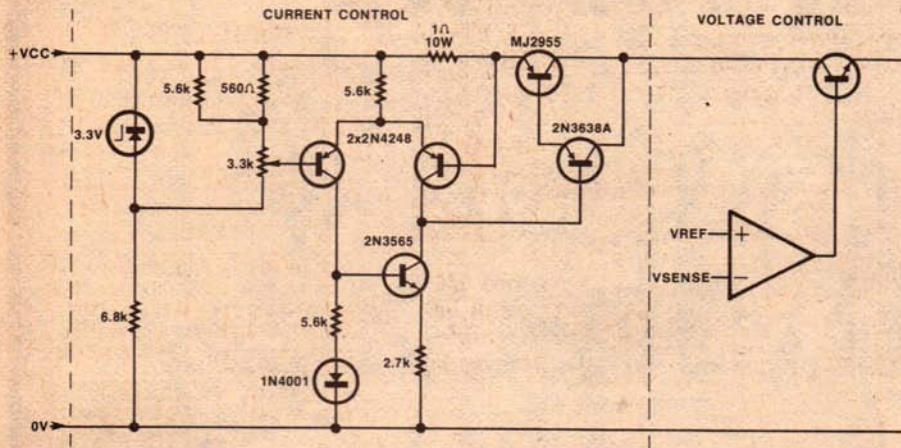 CURRENT CONTROL
VOLTAGE CONTROL
1Ω
10W
MJ2955
+VCC
5.6k
560Ω
5.6k
3.3V
2x2N4248
2N3638A
3.3k
VREF
+
2N3565
VSENSE
−
6.8k
5.6k
2.7k
1N4001
0V